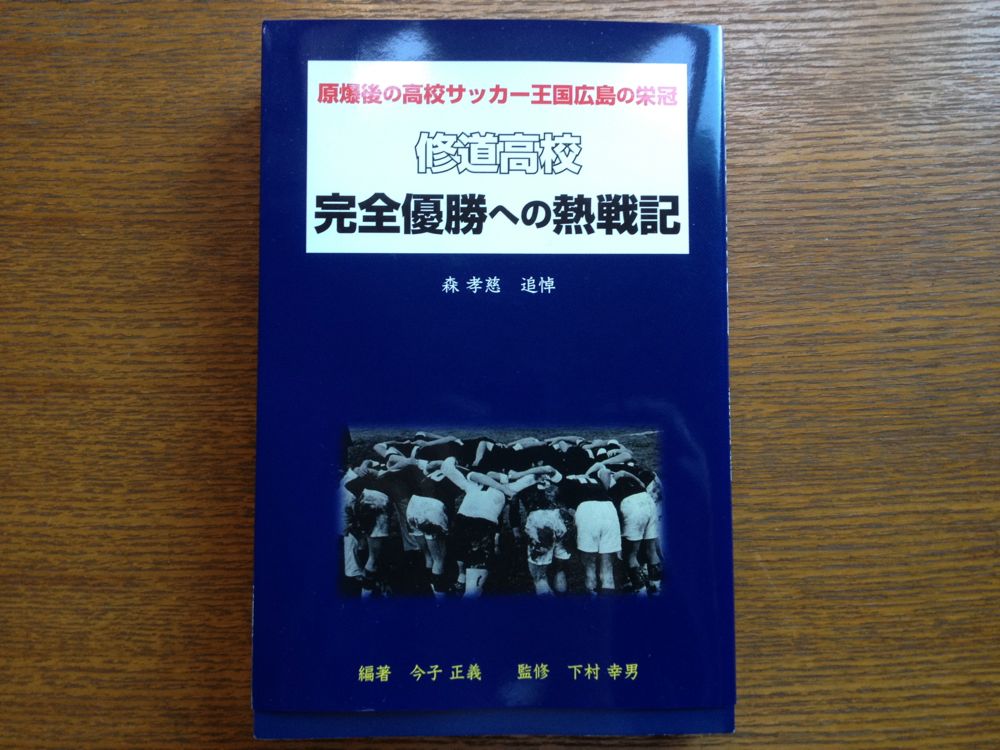 原爆後の高校サッカー王国広島の栄冠
修道高校
完全優勝への熱戦記
森 孝慈　追悼
編著　今子 正義　　監修　下村 幸男